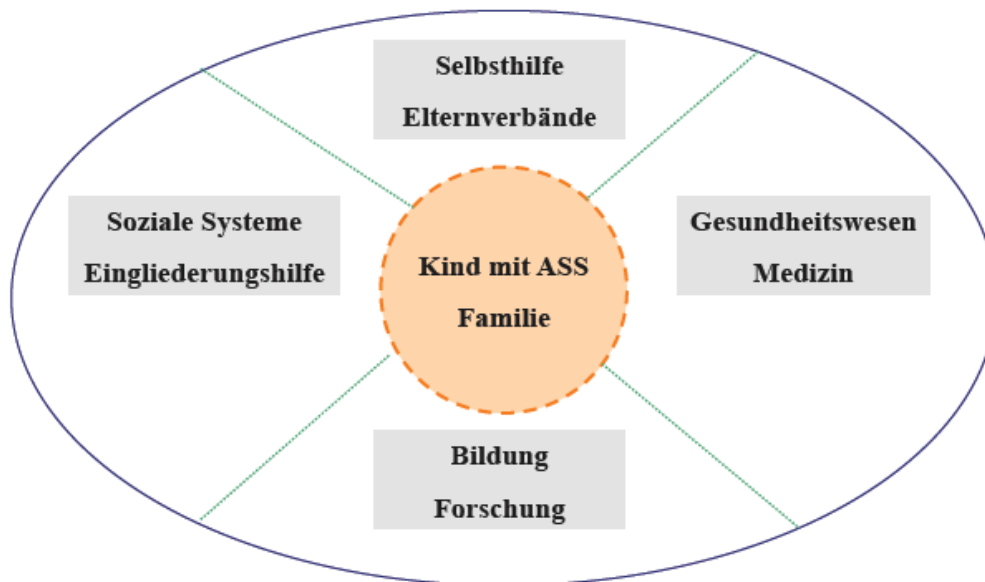 Selbsthilfe
Elternverbände
Soziale Systeme
Eingliederungshilfe
Gesundheitswesen
Medizin
Kind mit ASS
Familie
Bildung
Forschung